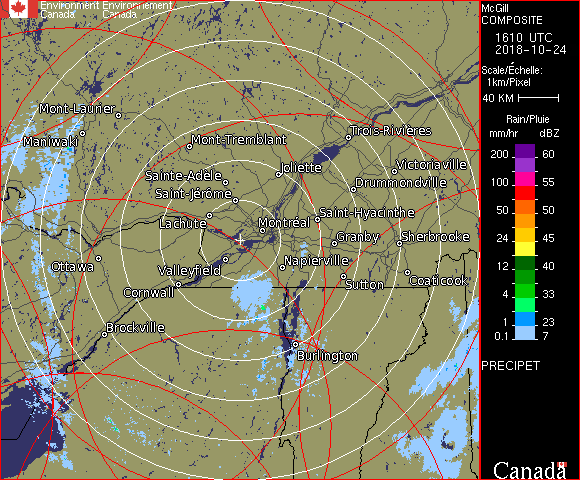 Environment Environnement
Canada Canada
McGill
COMPOSITE
1610 UTC
2018-10-24
Scale/Échelle:
1km/Pixel
40 KM
Rain/Pluie
mm/hr dBZ
200 60
100 55
50 50
24 45
12 40
4 33
1 23
0.1 7
PRECIPET
Canada
Mont-Laurier
Maniwaki
Mont-Tremblant
Trois-Rivières
Sainte-Adèle
Joliette
Victoriaville
Saint-Jérôme
Drummondville
Lachute
Montréal
Saint-Hyacinthe
Granby
Sherbrooke
Ottawa
Valleyfield
Napierville
Cornwall
Sutton
Coaticook
Brockville
Burlington